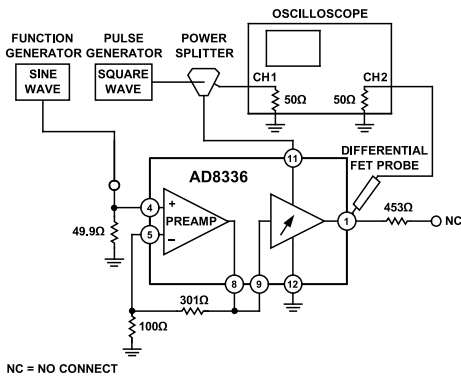 OSCILLOSCOPE
FUNCTION
GENERATOR
PULSE
GENERATOR
POWER
SPLITTER
SINE
WAVE
SQUARE
WAVE
CH1
CH2
50Ω
50Ω
DIFFERENTIAL
FET PROBE
11
AD8336
4
+
PREAMP
5
−
1
453Ω
NC
49.9Ω
8
9
12
301Ω
100Ω
NC = NO CONNECT